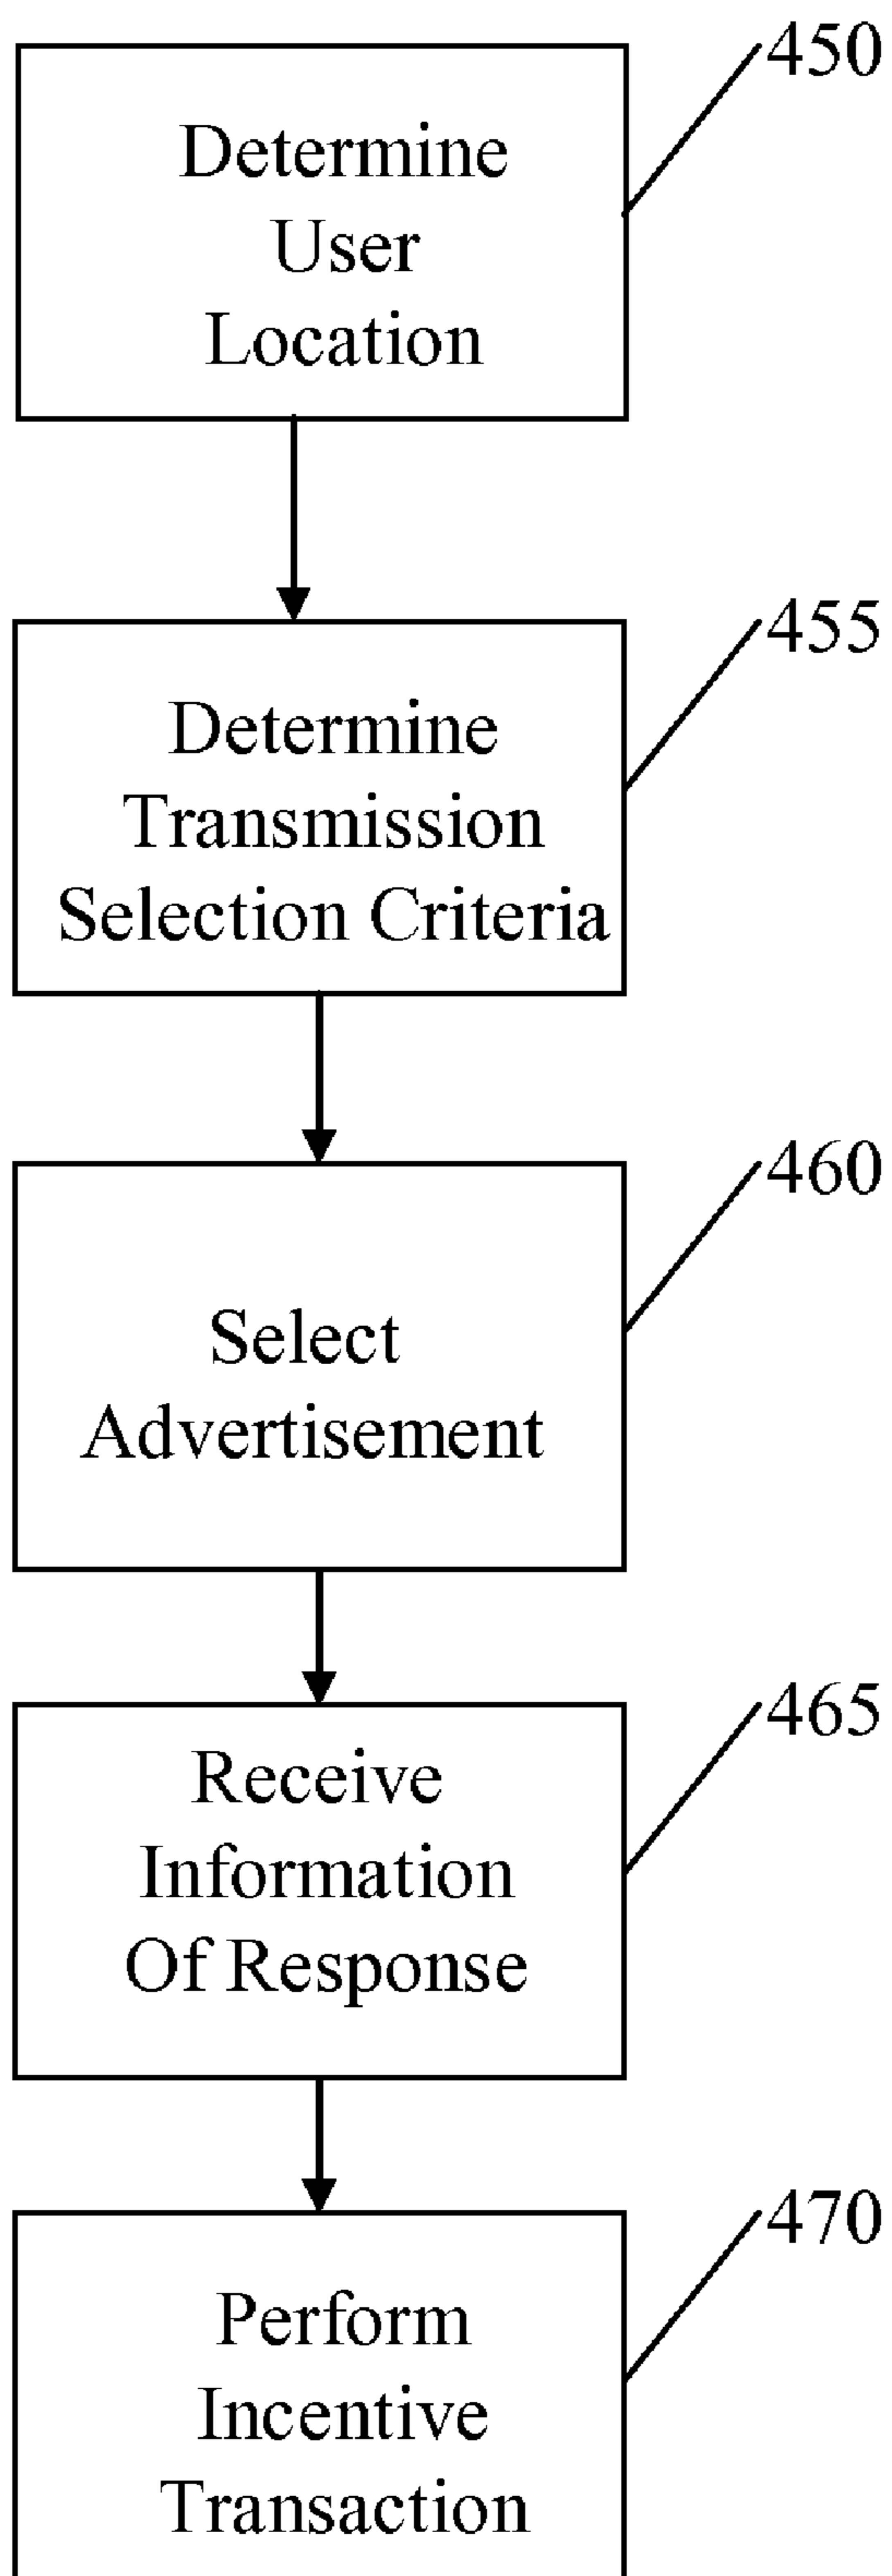 450
Determine
User
Location
455
Determine
Transmission
Selection Criteria
460
Select
Advertisement
465
Receive
Information
Of Response
470
Perform
Incentive
Transaction